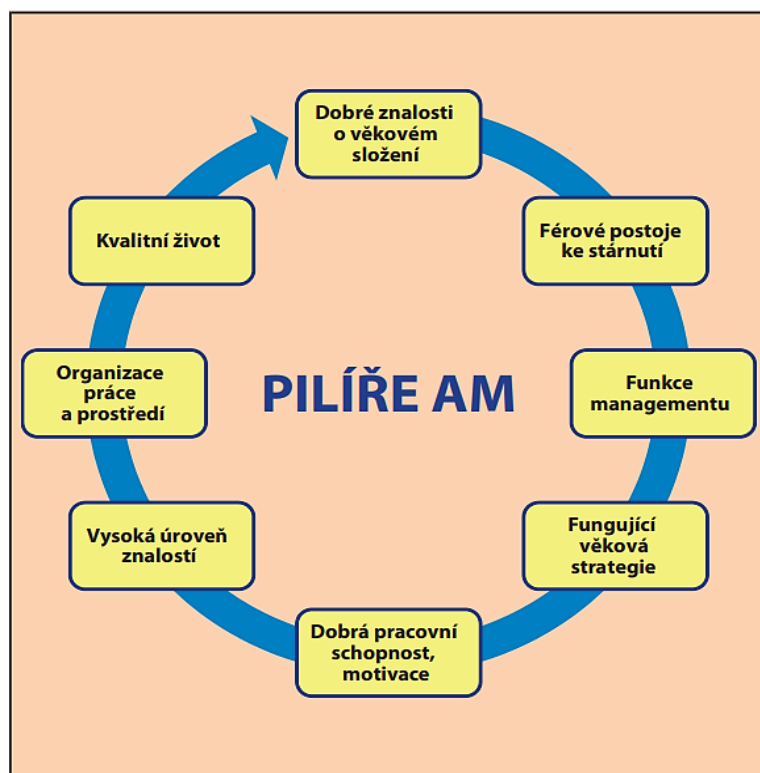 Dobré znalosti
o věkovém
složení
Férové postoje
ke stárnutí
Funkce
managementu
Fungující
věková
strategie
Dobrá pracovní
schopnost,
motivace
Vysoká úroveň
znalostí
Organizace
práce
a prostředí
Kvalitní život
PILÍŘE AM